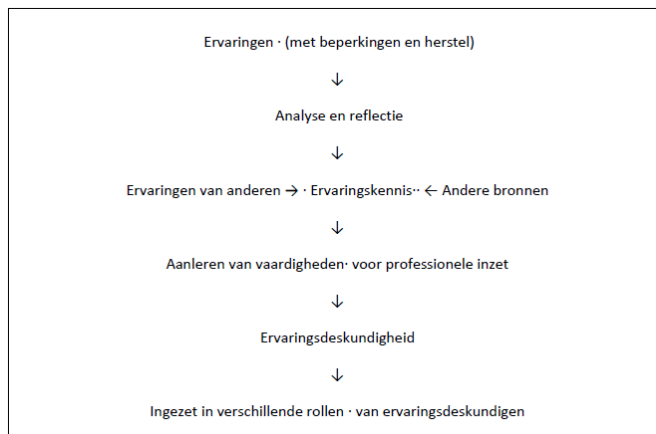 Ervaringen · (met beperkingen en herstel)
↓
Analyse en reflectie
↓
Ervaringen van anderen → · Ervaringskennis·· ← Andere bronnen
↓
Aanleren van vaardigheden· voor professionele inzet
↓
Ervaringsdeskundigheid
↓
Ingezet in verschillende rollen · van ervaringsdeskundigen